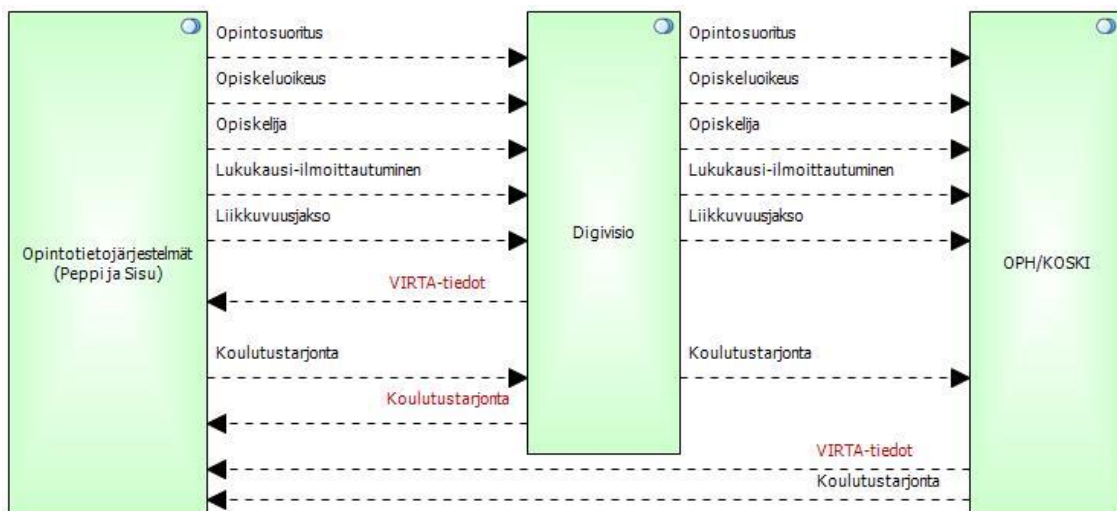 Opintosuoritus
Opintosuoritus
Opiskeluoikeus
Opiskeluoikeus
Opiskelija
Opiskelija
Lukukausi-ilmoittautuminen
Lukukausi-ilmoittautuminen
Liikkuvuusjakso
Liikkuvuusjakso
Opintotietojärjestelmät
(Peppi ja Sisu)
Digivisio
OPH/KOSKI
VIRTA-tiedot
Koulutustarjonta
Koulutustarjonta
Koulutustarjonta
VIRTA-tiedot
Koulutustarjonta